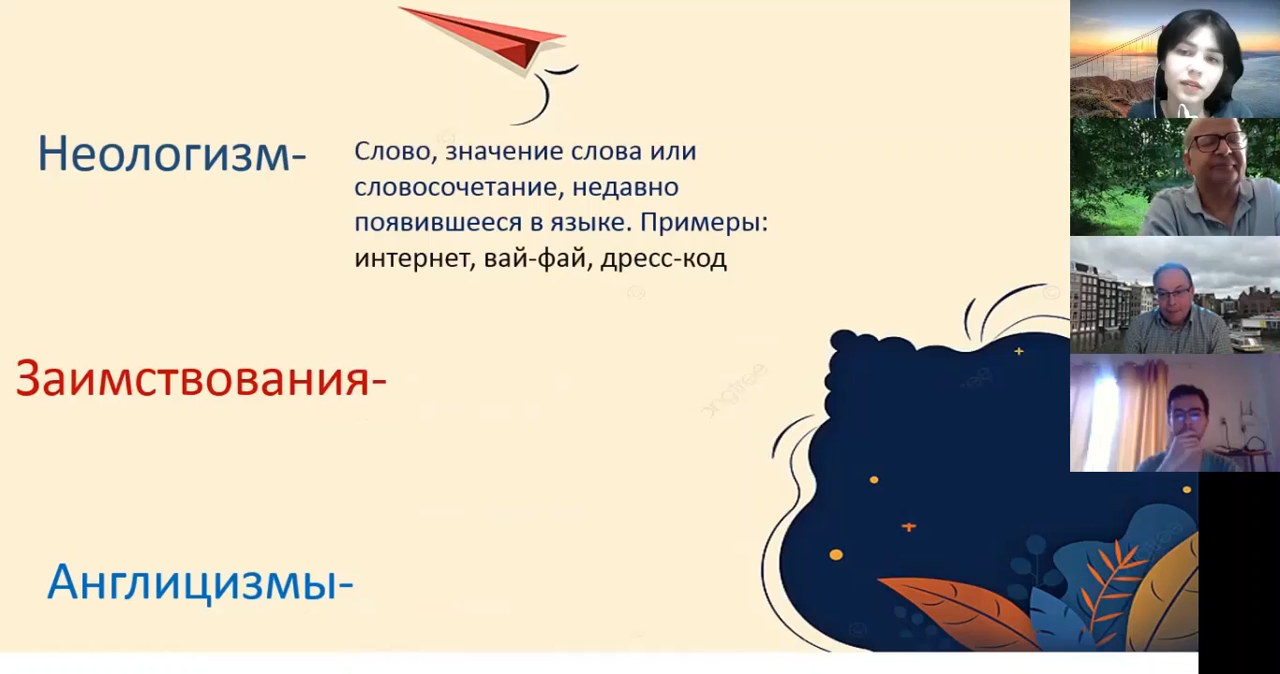 Неологизм-
Слово, значение слова или
словосочетание, недавно
появившееся в языке. Примеры:
интернет, вай-фай, дресс-код
Заимствования-
Англицизмы-